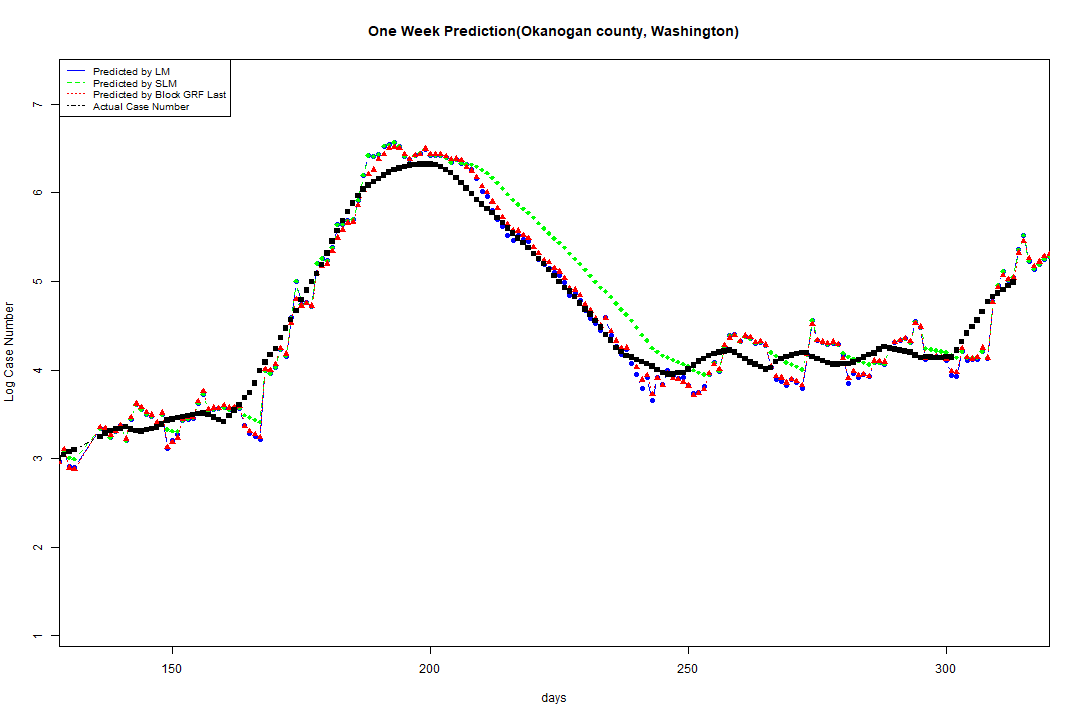 One Week Prediction(Okanogan county, Washington)
Predicted by LM
Predicted by SLM
Predicted by Block GRF Last
Actual Case Number
7
6
5
4
3
2
1
Log Case Number
150 200 250 300
days